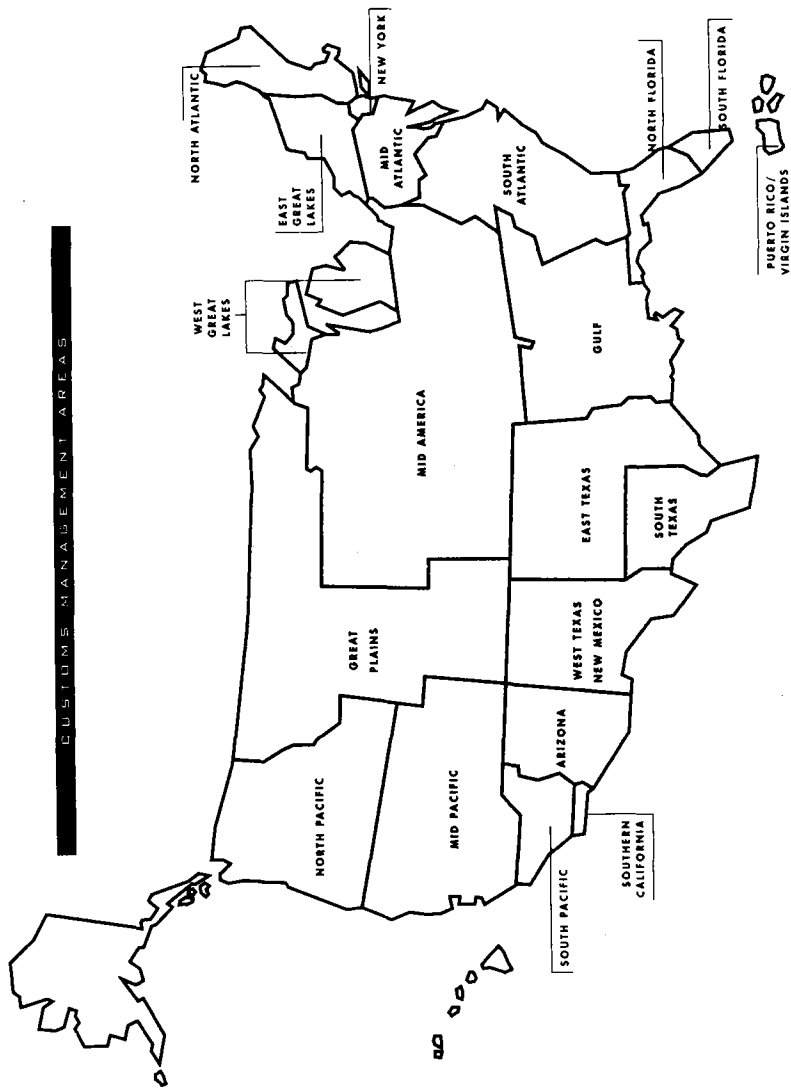 CUSTOMS MANAGEMENT AREAS
NORTH ATLANTIC
NEW YORK
EAST
GREAT
LAKES
MID
ATLANTIC
WEST
GREAT
LAKES
SOUTH
ATLANTIC
NORTH FLORIDA
SOUTH FLORIDA
PUERTO RICO/
VIRGIN ISLANDS
GULF
MID AMERICA
EAST TEXAS
SOUTH
TEXAS
GREAT
PLAINS
WEST TEXAS
NEW MEXICO
ARIZONA
NORTH PACIFIC
MID PACIFIC
SOUTH PACIFIC
SOUTHERN
CALIFORNIA